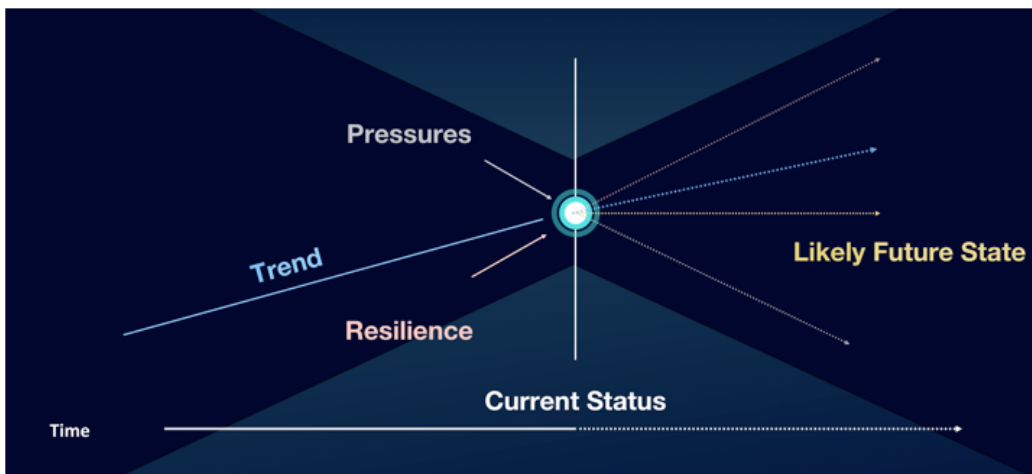 Pressures
Trend
Likely Future State
Resilience
Current Status
Time